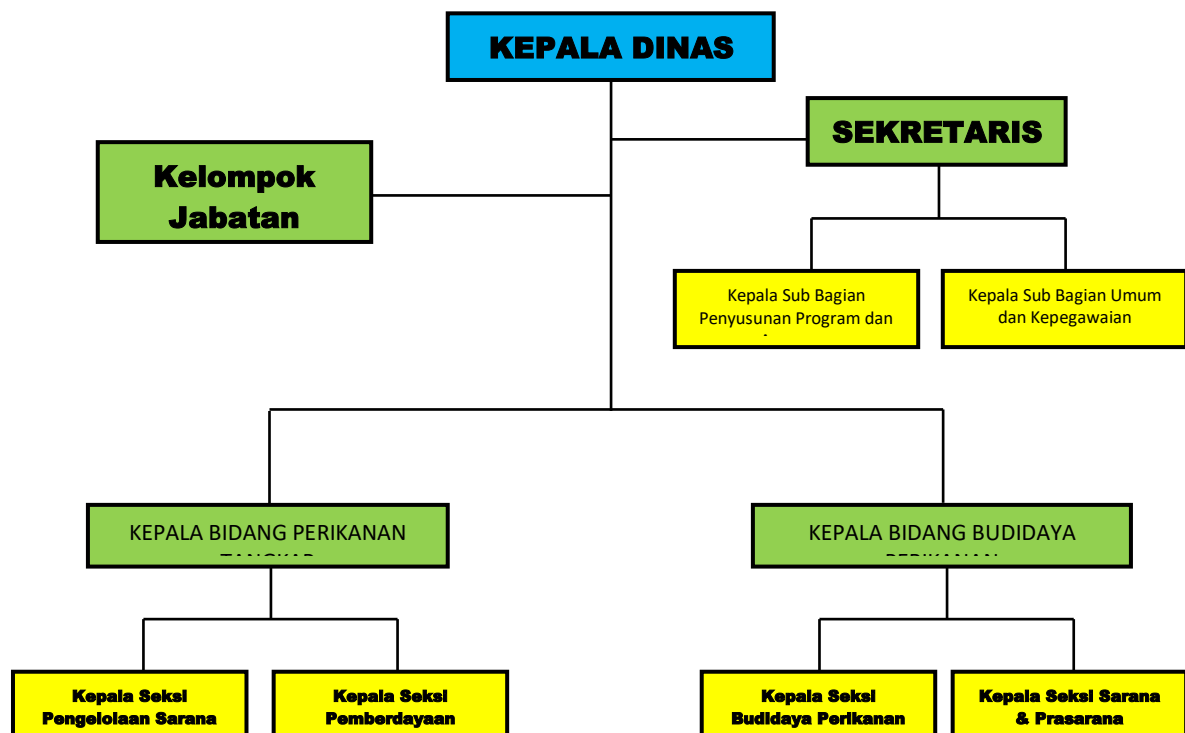 KEPALA DINAS
SEKRETARIS
Kelompok
Jabatan
Kepala Sub Bagian
Penyusunan Program dan
Kepala Sub Bagian Umum
dan Kepegawaian
KEPALA BIDANG PERIKANAN
TANGKAP
KEPALA BIDANG BUDIDAYA
PERIKANAN
Kepala Seksi
Pengelolaan Sarana
Kepala Seksi
Pemberdayaan
Kepala Seksi
Budidaya Perikanan
Kepala Seksi Sarana
& Prasarana